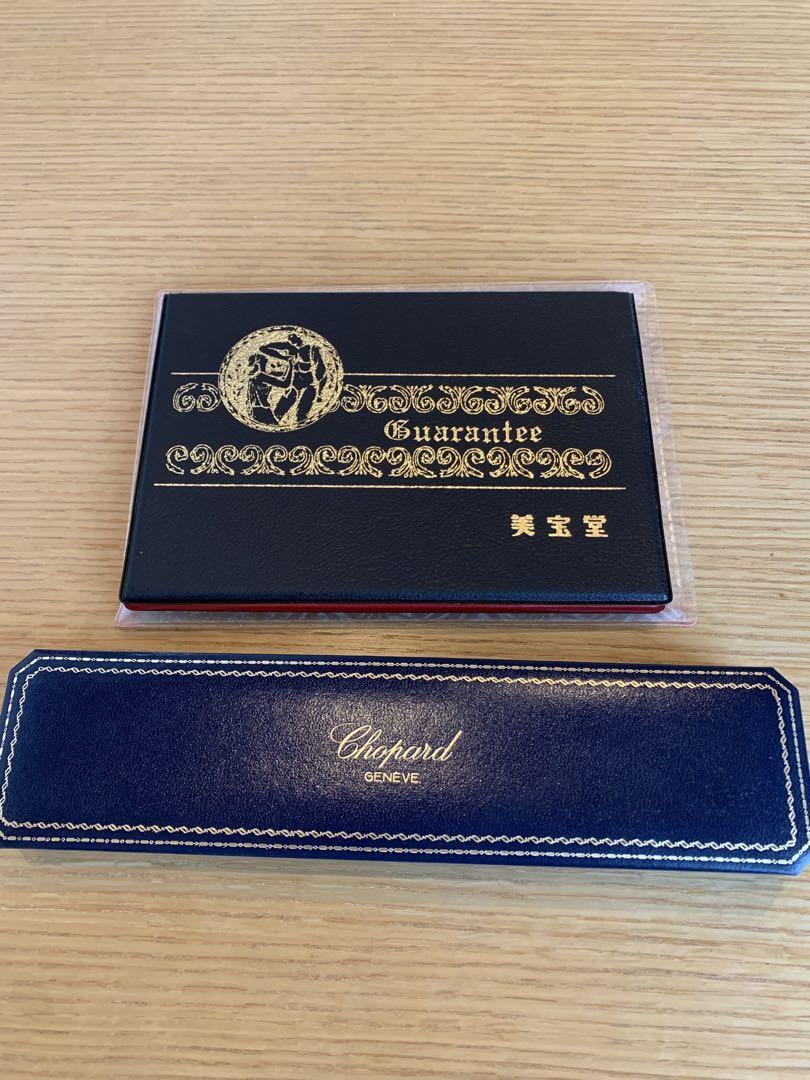 Guarantee
美宝堂
Chopard
GENÈVE